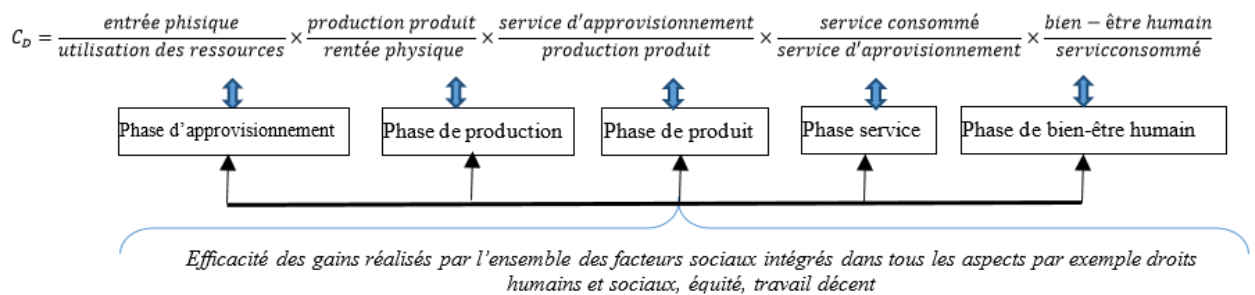 C_D = entrée phisique / utilisation des ressources × production produit / rentée physique × service d'approvisionnement / production produit × service consommé / service d'aprovisionnement × bien − être humain / servicconsommé
Phase d'approvisionnement Phase de production Phase de produit Phase service Phase de bien-être humain
Efficacité des gains réalisés par l'ensemble des facteurs sociaux intégrés dans tous les aspects par exemple droits
humains et sociaux, équité, travail décent